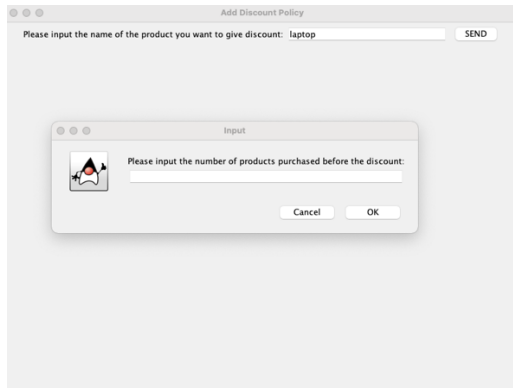 Add Discount Policy
Please input the name of the product you want to give discount: laptop SEND
Input
Please input the number of products purchased before the discount:
Cancel OK